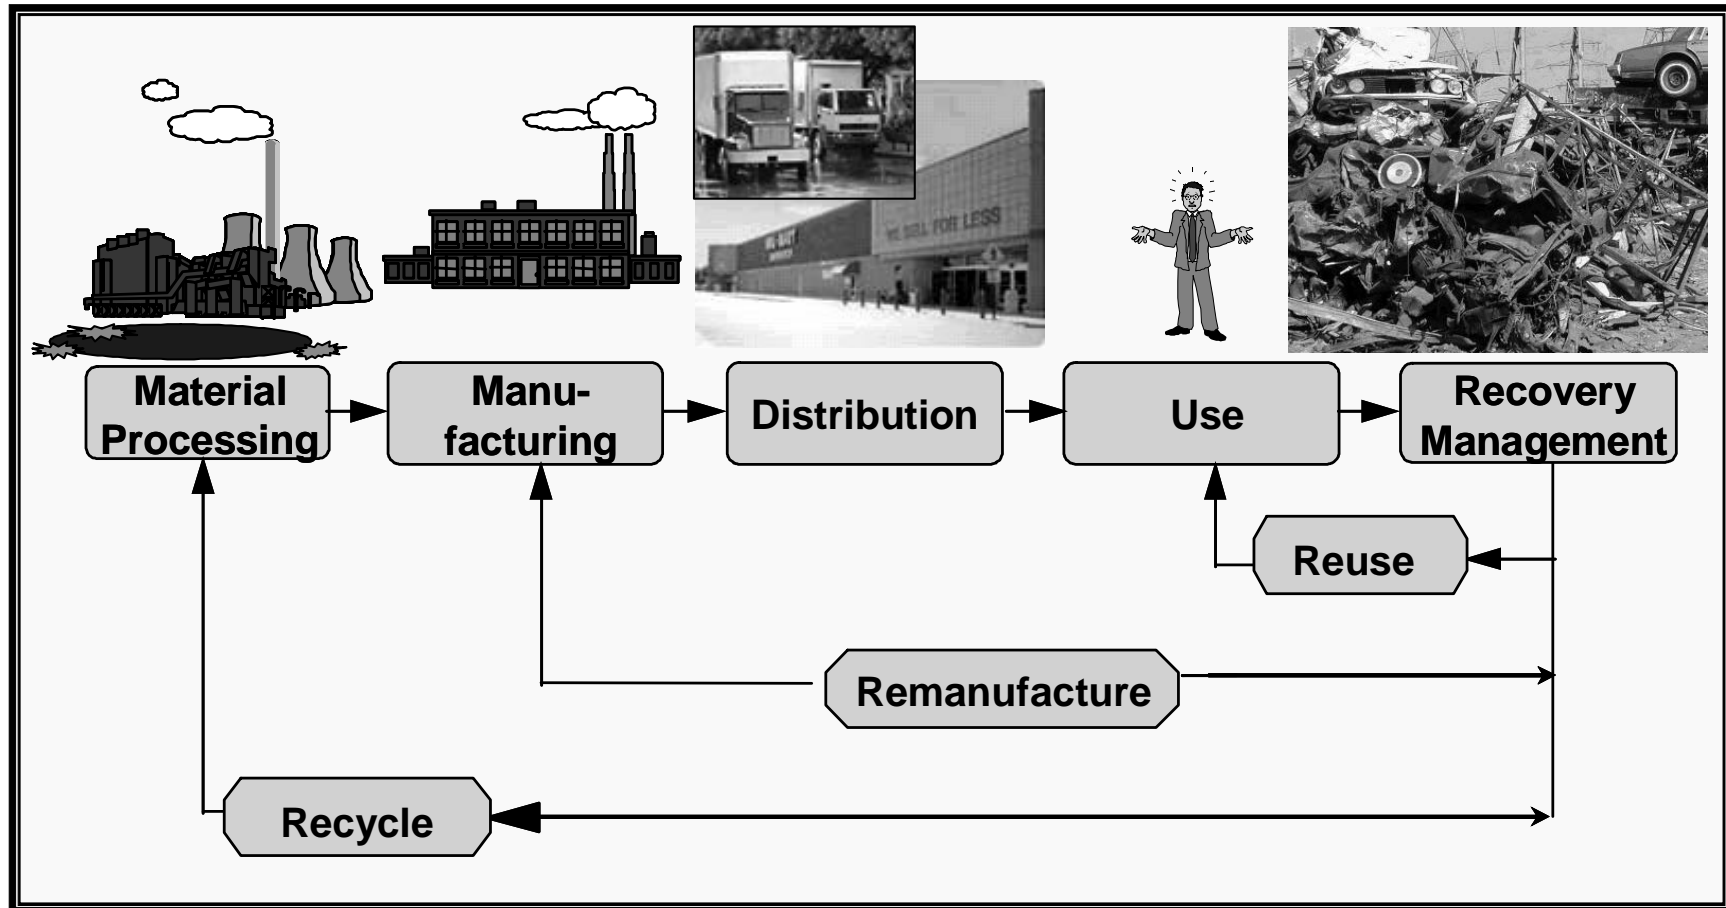 WE SELL FOR LESS
Material
Processing
Manu-
facturing
Distribution
Use
Recovery
Management
Reuse
Remanufacture
Recycle